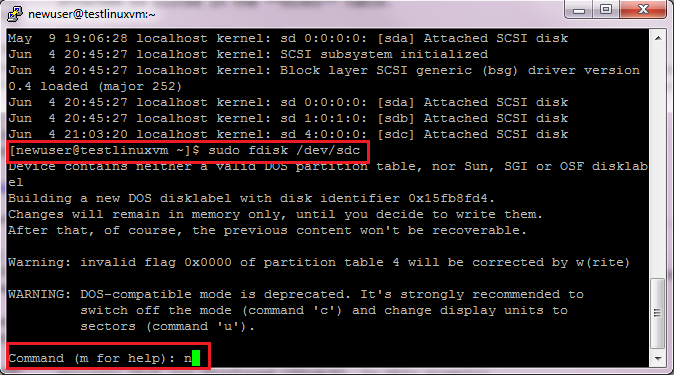 newuser@testlinuxvm:~
May  9 19:06:28 localhost kernel: sd 0:0:0:0: [sda] Attached SCSI disk
Jun  4 20:45:27 localhost kernel: SCSI subsystem initialized
Jun  4 20:45:27 localhost kernel: Block layer SCSI generic (bsg) driver version
0.4 loaded (major 252)
Jun  4 20:45:27 localhost kernel: sd 0:0:0:0: [sda] Attached SCSI disk
Jun  4 20:45:27 localhost kernel: sd 1:0:1:0: [sdb] Attached SCSI disk
Jun  4 21:03:20 localhost kernel: sd 4:0:0:0: [sdc] Attached SCSI disk
[newuser@testlinuxvm ~]$ sudo fdisk /dev/sdc
Device contains neither a valid DOS partition table, nor Sun, SGI or OSF disklab
el
Building a new DOS disklabel with disk identifier 0x15fb8fd4.
Changes will remain in memory only, until you decide to write them.
After that, of course, the previous content won't be recoverable.
Warning: invalid flag 0x0000 of partition table 4 will be corrected by w(rite)
WARNING: DOS-compatible mode is deprecated. It's strongly recommended to
switch off the mode (command 'c') and change display units to
sectors (command 'u').
Command (m for help): n